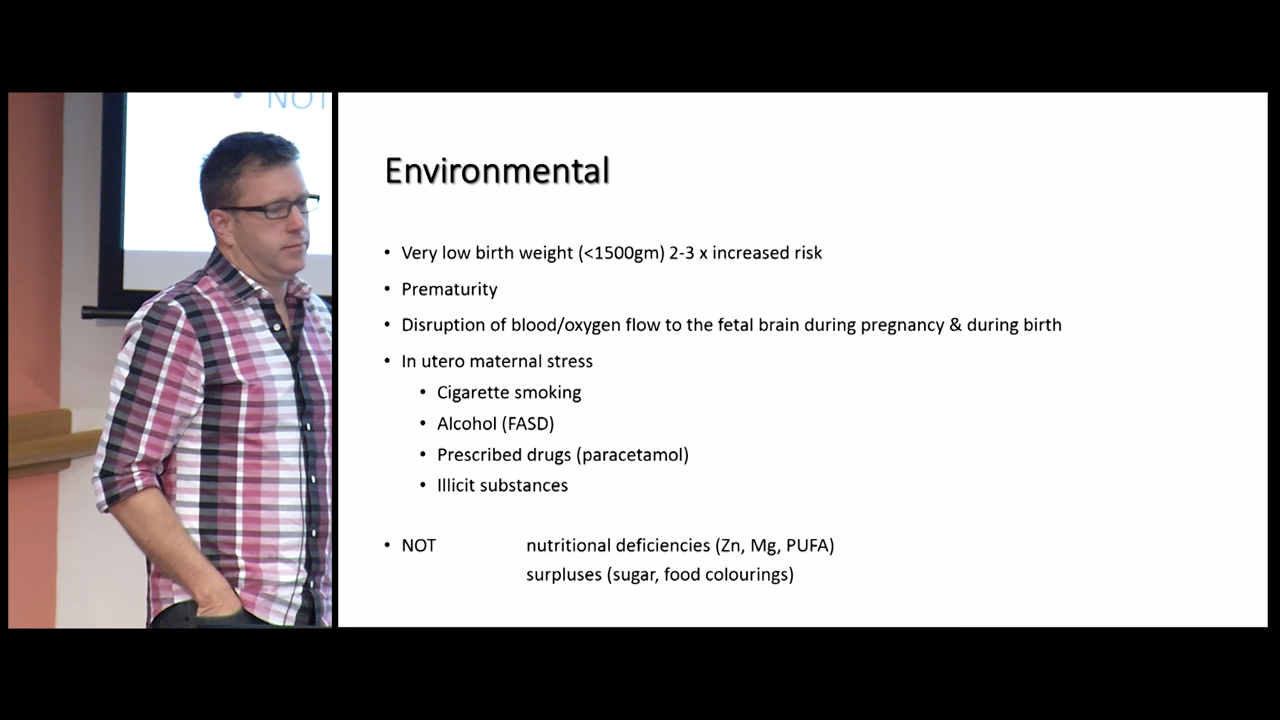 NOT
Environmental
• Very low birth weight (<1500gm) 2-3 x increased risk
• Prematurity
• Disruption of blood/oxygen flow to the fetal brain during pregnancy & during birth
• In utero maternal stress
• Cigarette smoking
• Alcohol (FASD)
• Prescribed drugs (paracetamol)
• Illicit substances
• NOT nutritional deficiencies (Zn, Mg, PUFA)
surpluses (sugar, food colourings)